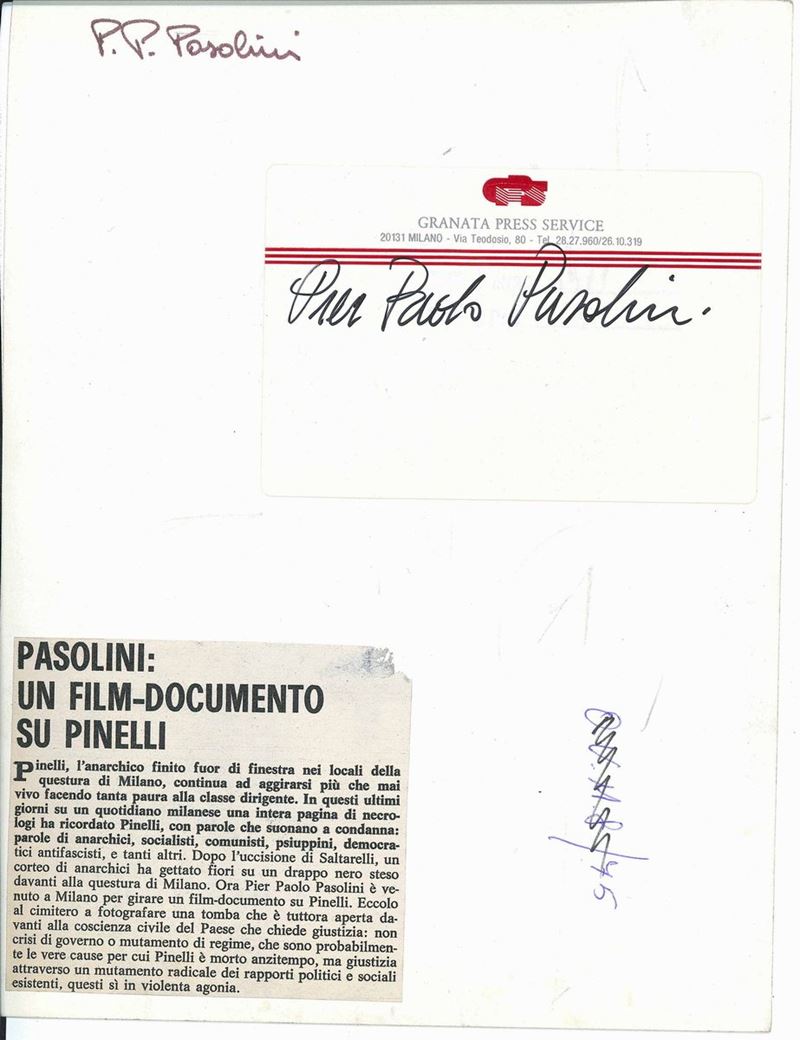 P. P. Pasolini
GPS
GRANATA PRESS SERVICE
20131 MILANO - Via Teodosio, 80 - Tel. 28.27.960/26.10.319
Pier Paolo Pasolini.
PASOLINI:
UN FILM-DOCUMENTO
SU PINELLI
Pinelli, l'anarchico finito fuor di finestra nei locali della
questura di Milano, continua ad aggirarsi più che mai
vivo facendo tanta paura alla classe dirigente. In questi ultimi
giorni su un quotidiano milanese una intera pagina di necro-
logi ha ricordato Pinelli, con parole che suonano a condanna:
parole di anarchici, socialisti, comunisti, psiuppini, democra-
tici antifascisti, e tanti altri. Dopo l'uccisione di Saltarelli, un
corteo di anarchici ha gettato fiori su un drappo nero steso
davanti alla questura di Milano. Ora Pier Paolo Pasolini è ve-
nuto a Milano per girare un film-documento su Pinelli. Eccolo
al cimitero a fotografare una tomba che è tuttora aperta da-
vanti alla coscienza civile del Paese che chiede giustizia: non
crisi di governo o mutamento di regime, che sono probabilmen-
te le vere cause per cui Pinelli è morto anzitempo, ma giustizia
attraverso un mutamento radicale dei rapporti politici e sociali
esistenti, questi sì in violenta agonia.